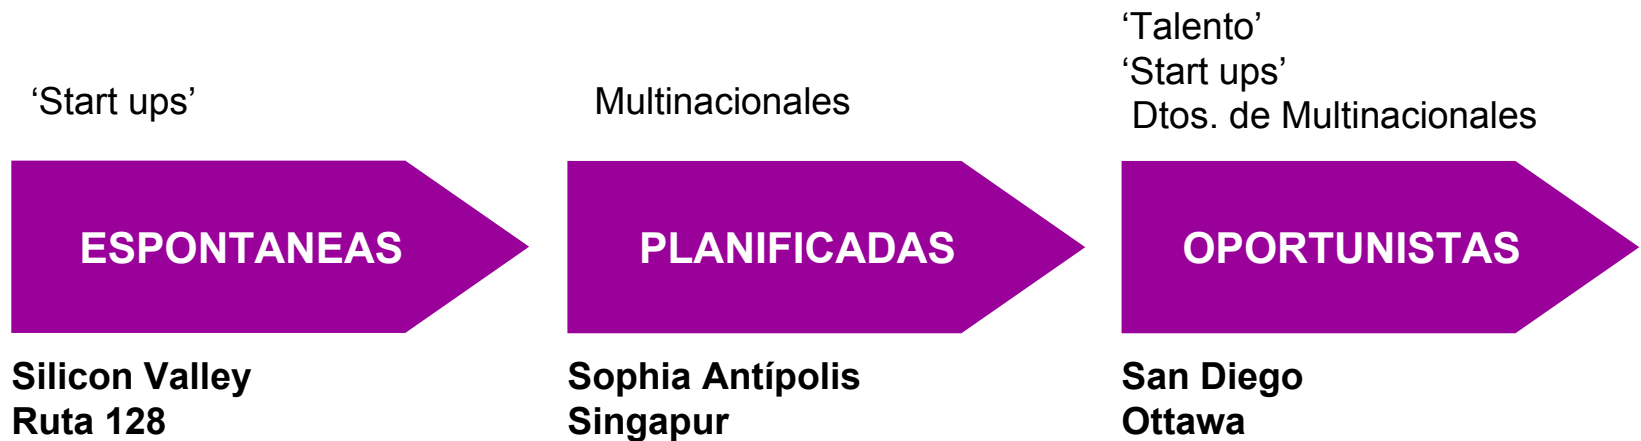 ‘Start ups’
ESPONTANEAS
Silicon Valley
Ruta 128
Multinacionales
PLANIFICADAS
Sophia Antípolis
Singapur
‘Talento’
‘Start ups’
Dtos. de Multinacionales
OPORTUNISTAS
San Diego
Ottawa